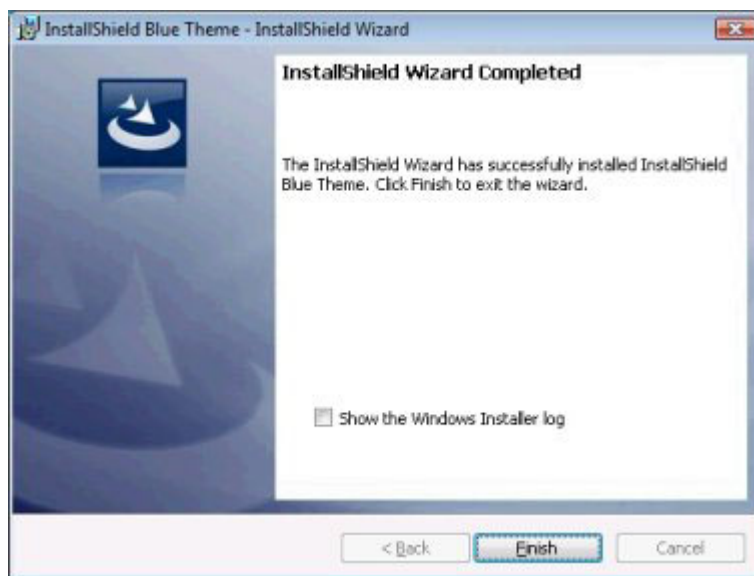 InstallShield Blue Theme - InstallShield Wizard
InstallShield Wizard Completed
The InstallShield Wizard has successfully installed InstallShield
Blue Theme. Click Finish to exit the wizard.
Show the Windows Installer log
< Back
Finish
Cancel